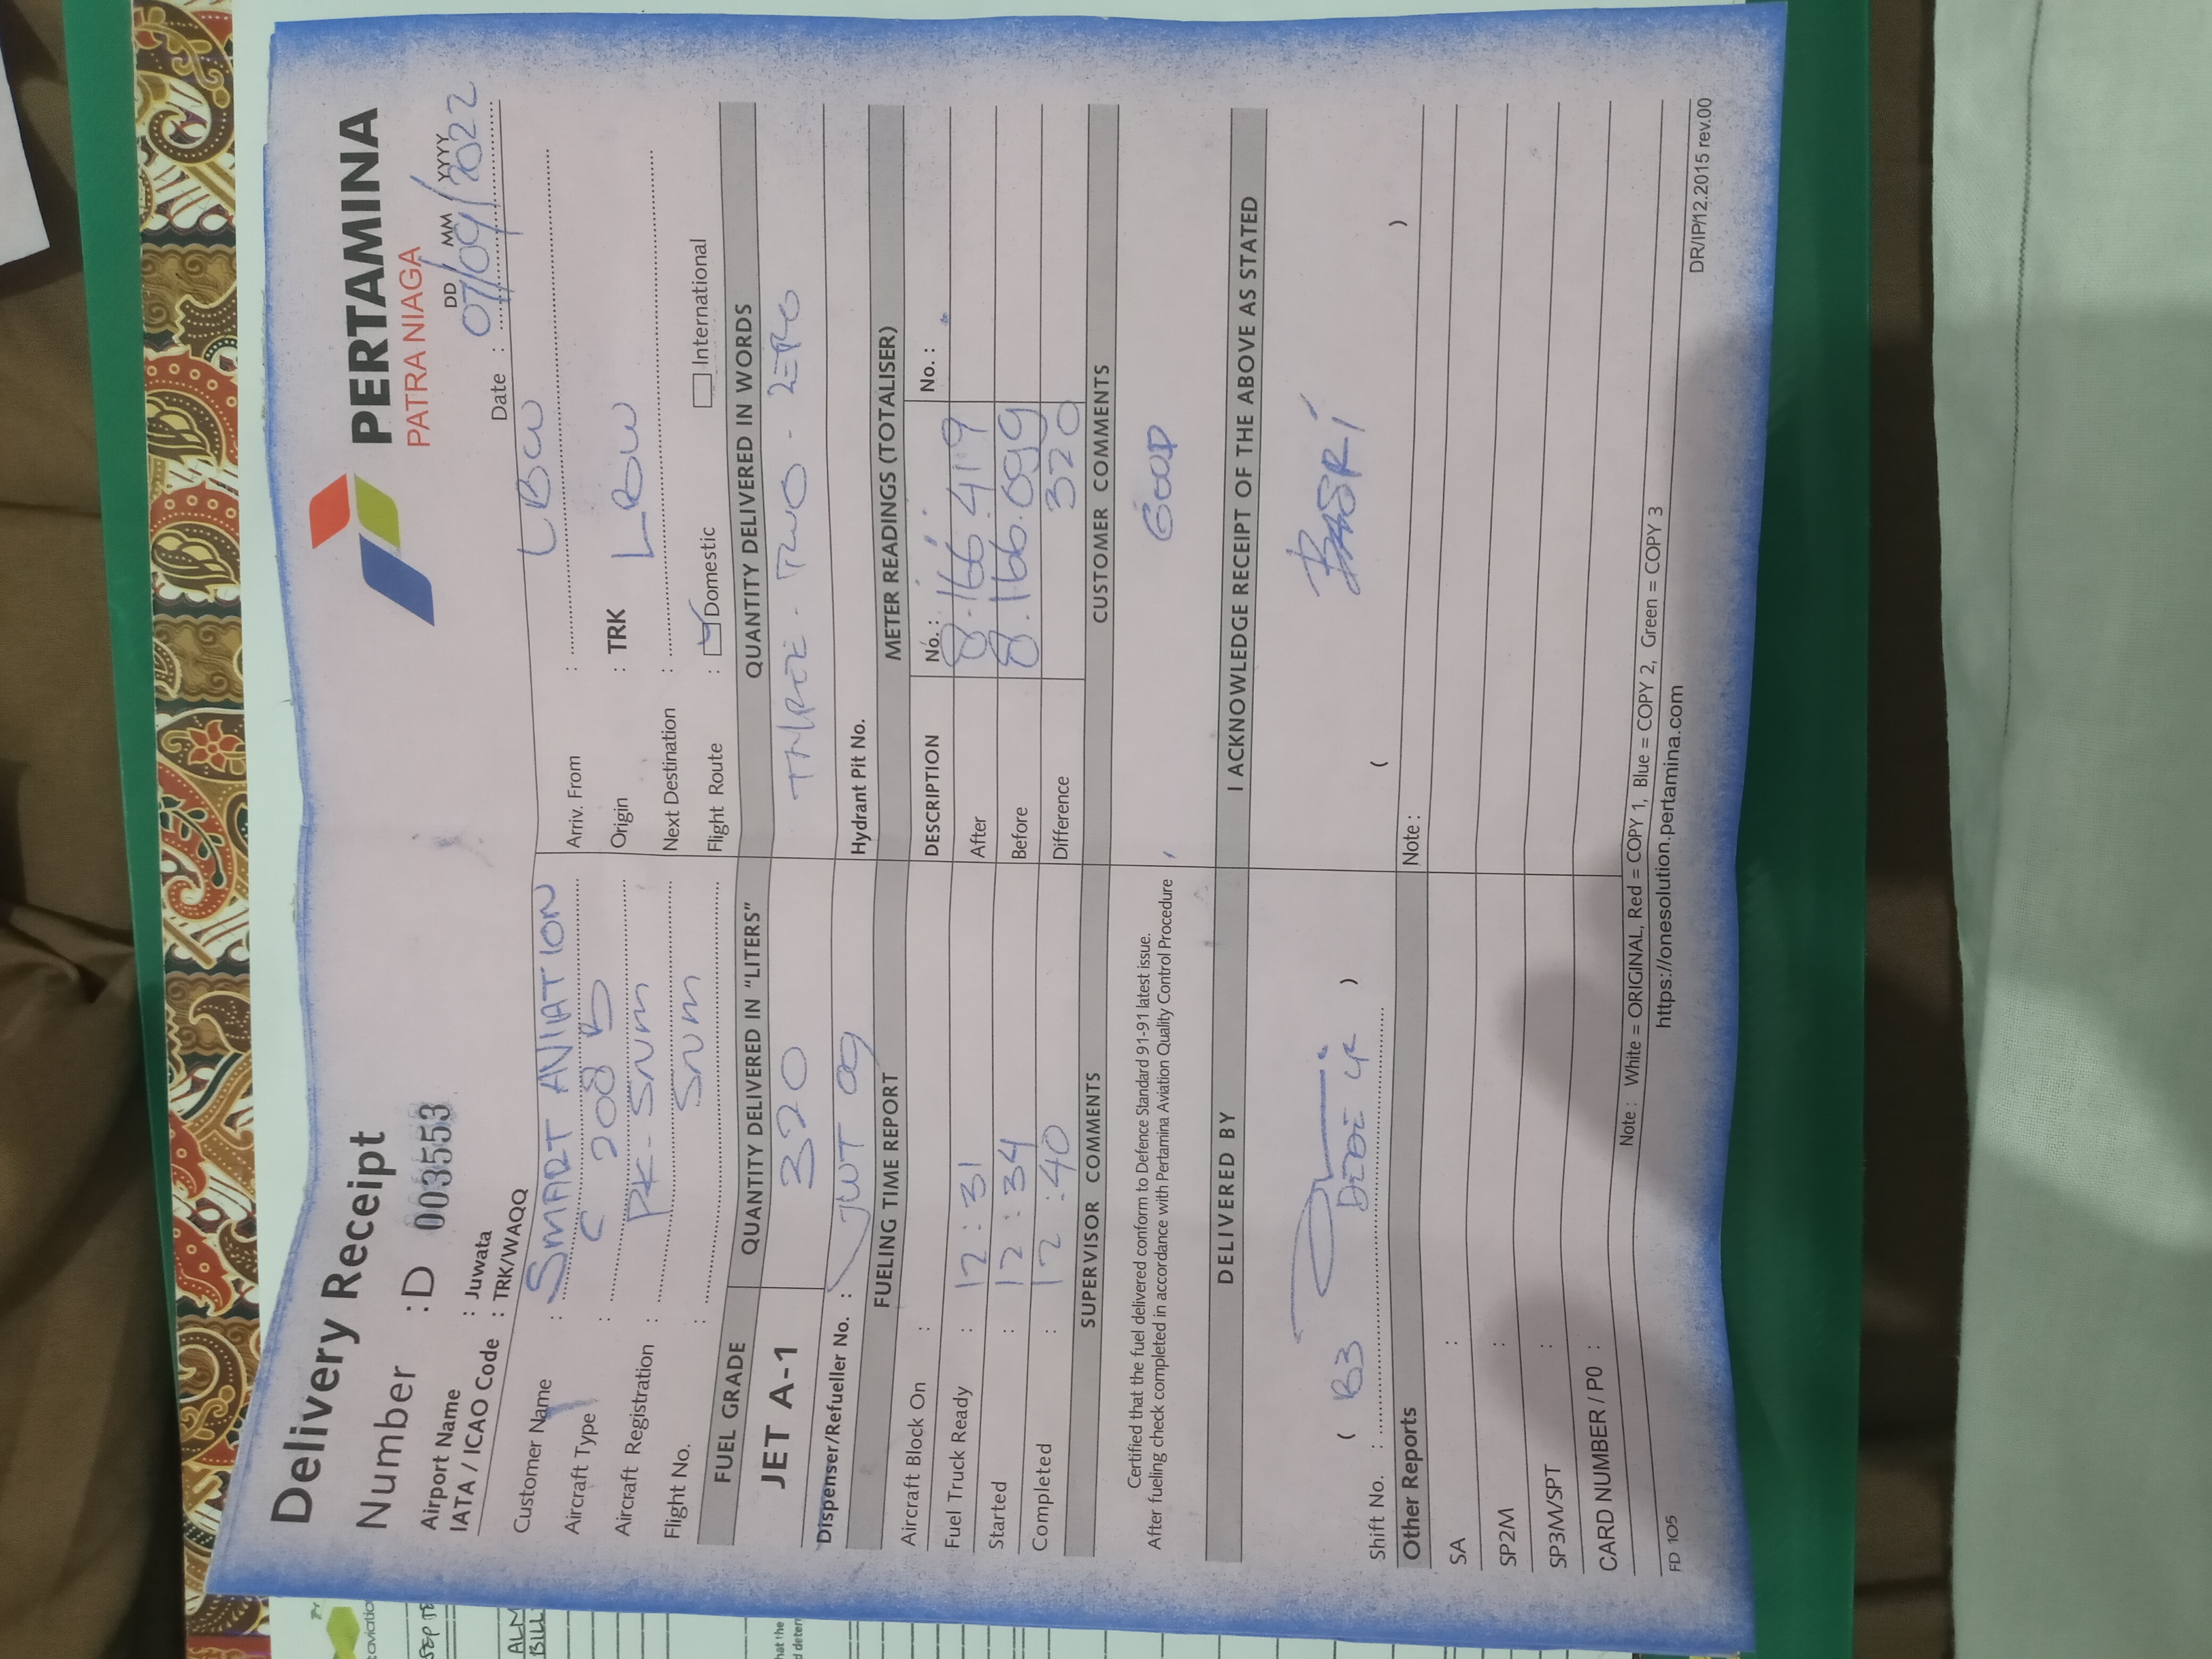 Delivery Receipt
PERTAMINA
PATRA NIAGA
Number : D 003553
DD MM YYYY
Date : 07/09/2022
Airport Name : Juwata
IATA / ICAO Code : TRK/WAQQ
Customer Name : SMART AVIATION
Arriv. From : LBW
Aircraft Type : C 208 B
Origin : TRK
Aircraft Registration : PK-SNM
Next Destination : LBW
Flight No. : SNM
Flight Route : Domestic International
FUEL GRADE
QUANTITY DELIVERED IN "LITERS"
QUANTITY DELIVERED IN WORDS
JET A-1
320
THREE - TWO - ZERO
Dispenser/Refueller No. : JWT 09
Hydrant Pit No.
FUELING TIME REPORT
METER READINGS (TOTALISER)
Aircraft Block On :
DESCRIPTION No. : No. :
Fuel Truck Ready : 12 : 31
After 8.166.419
Started : 12 : 34
Before 8.166.099
Completed : 12 : 40
Difference 320
SUPERVISOR COMMENTS
CUSTOMER COMMENTS
Certified that the fuel delivered conform to Defence Standard 91-91 latest issue.
After fueling check completed in accordance with Pertamina Aviation Quality Control Procedure
GOOD
DELIVERED BY
I ACKNOWLEDGE RECEIPT OF THE ABOVE AS STATED
BASRI
( B3 )
( )
Shift No. :
Other Reports
Note :
SA :
SP2M :
SP3M/SPT :
CARD NUMBER / P0 :
Note : White = ORIGINAL, Red = COPY 1, Blue = COPY 2, Green = COPY 3
https://onesolution.pertamina.com
FD 105
DR/IP/12.2015 rev.00